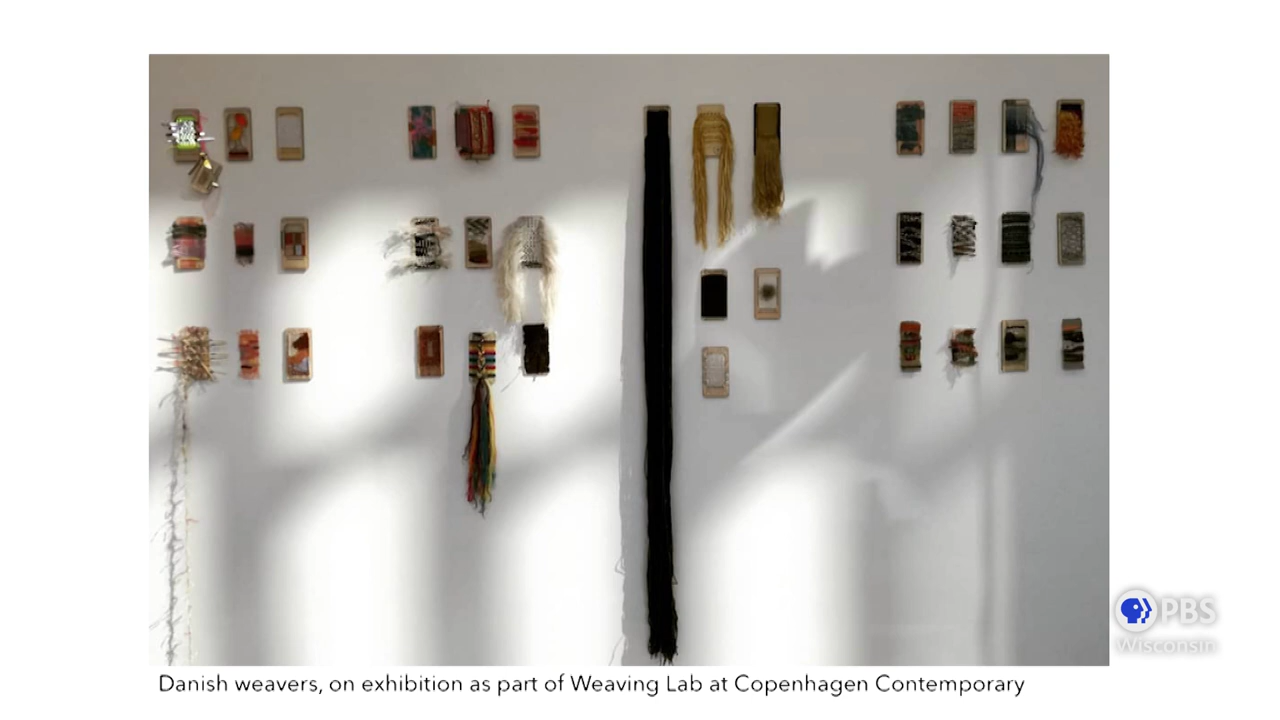 PBS
Wisconsin
Danish weavers, on exhibition as part of Weaving Lab at Copenhagen Contemporary